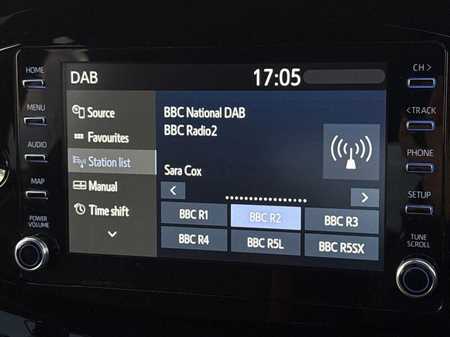 DAB
17:05
HOME
MENU
AUDIO
MAP
POWER
VOLUME
Source
Favourites
Station list
Manual
Time shift
BBC National DAB
BBC Radio2
Sara Cox
BBC R1
BBC R2
BBC R3
BBC R4
BBC R5L
BBC R5SX
CH >
< TRACK
PHONE
SETUP
TUNE
SCROLL